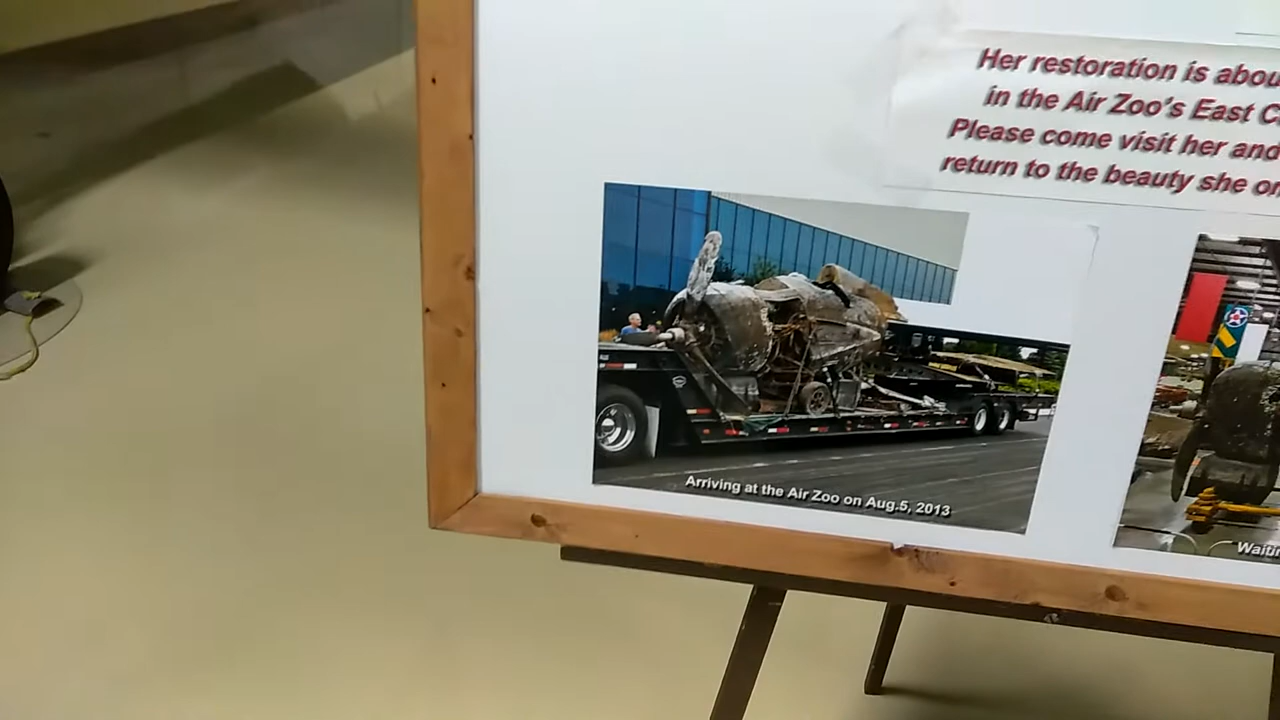 Her restoration is abou
in the Air Zoo's East C
Please come visit her and
return to the beauty she o
Arriving at the Air Zoo on Aug.5, 2013
Waiti